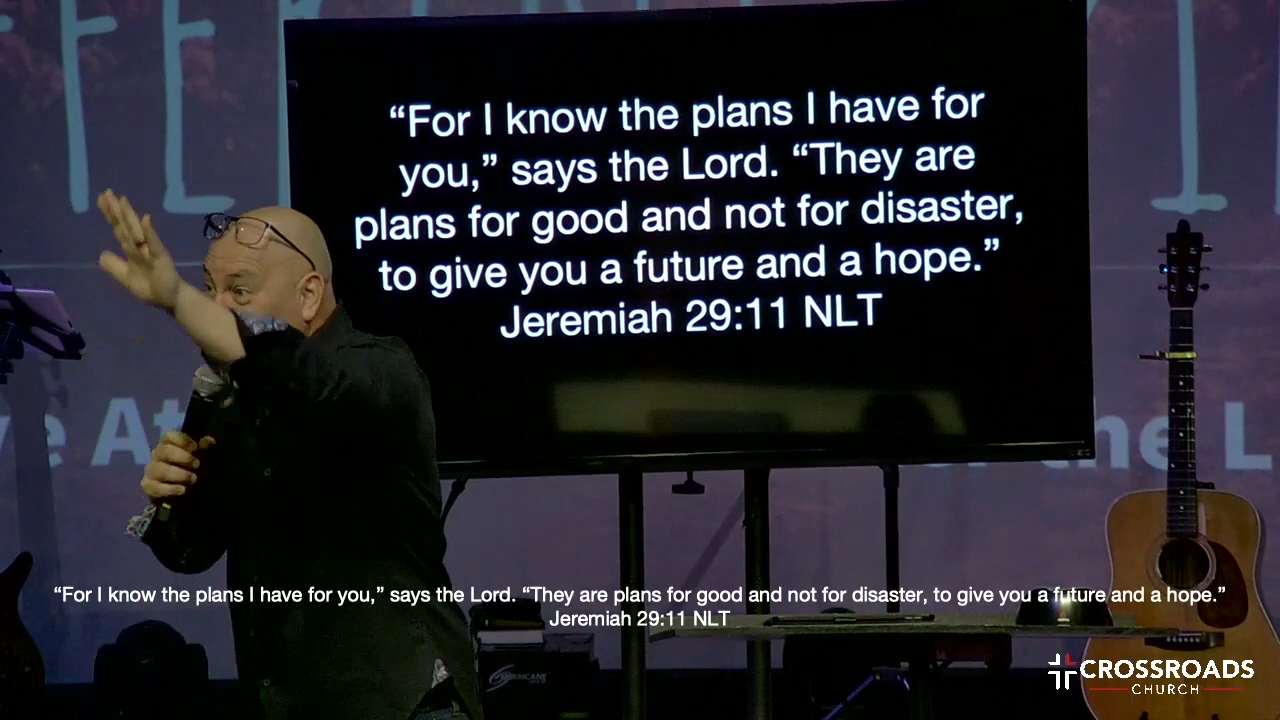 “For I know the plans I have for
you,” says the Lord. “They are
plans for good and not for disaster,
to give you a future and a hope.”
Jeremiah 29:11 NLT
the L
“For I know the plans I have for you,” says the Lord. “They are plans for good and not for disaster, to give you a future and a hope.”
Jeremiah 29:11 NLT
CROSSROADS
CHURCH